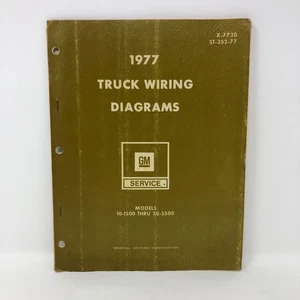 X-7730
ST-352-77
1977
TRUCK WIRING
DIAGRAMS
GM
SERVICE
MODELS
10-1500 THRU 30-3500
GENERAL MOTORS CORPORATION